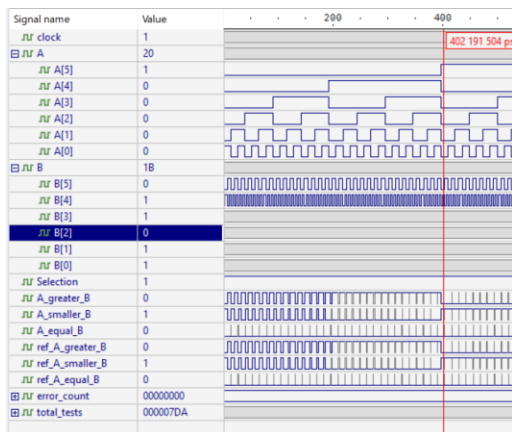 Signal name Value 200 400
clock 1 402 191 504 ps
A 20
A[5] 1
A[4] 0
A[3] 0
A[2] 0
A[1] 0
A[0] 0
B 1B
B[5] 0
B[4] 1
B[3] 1
B[2] 0
B[1] 1
B[0] 1
Selection 1
A_greater_B 0
A_smaller_B 1
A_equal_B 0
ref_A_greater_B 0
ref_A_smaller_B 1
ref_A_equal_B 0
error_count 00000000
total_tests 000007DA